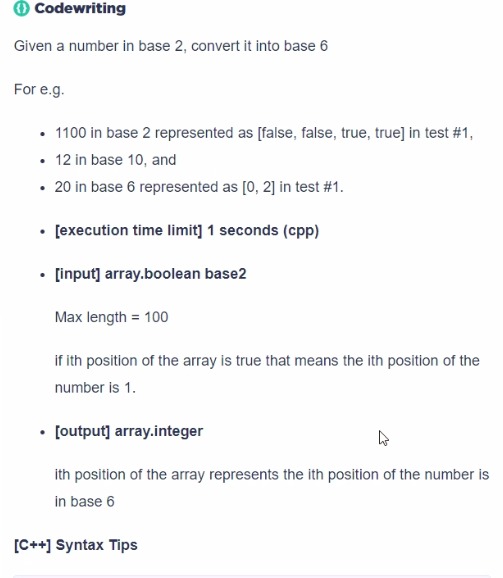 Codewriting
Given a number in base 2, convert it into base 6
For e.g.
• 1100 in base 2 represented as [false, false, true, true] in test #1,
• 12 in base 10, and
• 20 in base 6 represented as [0, 2] in test #1.
• [execution time limit] 1 seconds (cpp)
• [input] array.boolean base2
Max length = 100
if ith position of the array is true that means the ith position of the
number is 1.
• [output] array.integer
ith position of the array represents the ith position of the number is
in base 6
[C++] Syntax Tips